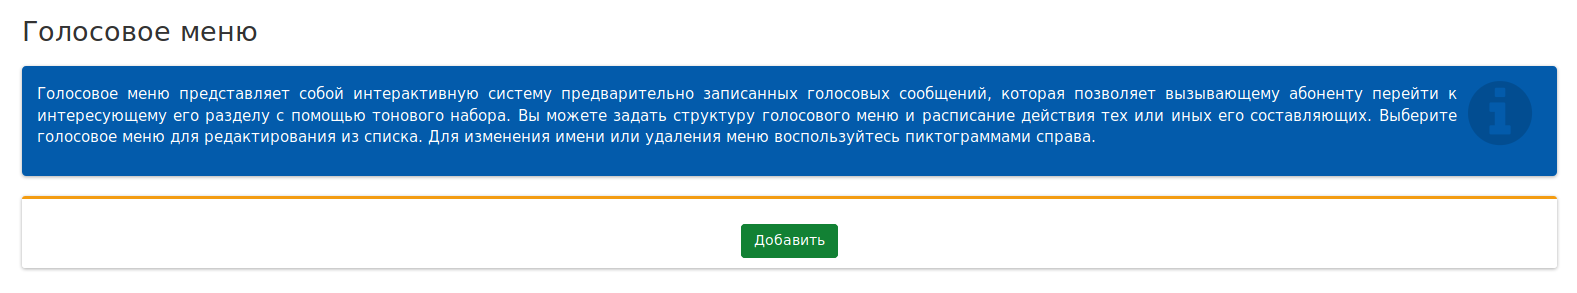 Голосовое меню
Голосовое меню представляет собой интерактивную систему предварительно записанных голосовых сообщений, которая позволяет вызывающему абоненту перейти к
интересующему его разделу с помощью тонового набора. Вы можете задать структуру голосового меню и расписание действия тех или иных его составляющих. Выберите
голосовое меню для редактирования из списка. Для изменения имени или удаления меню воспользуйтесь пиктограммами справа.
Добавить